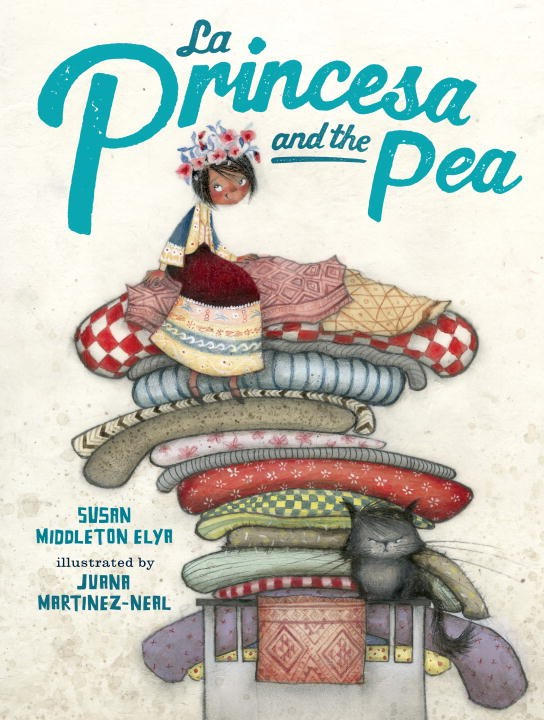 La
Princesa
and the
Pea
SUSAN
MIDDLETON ELYA
illustrated by
JUANA
MARTINEZ-NEAL